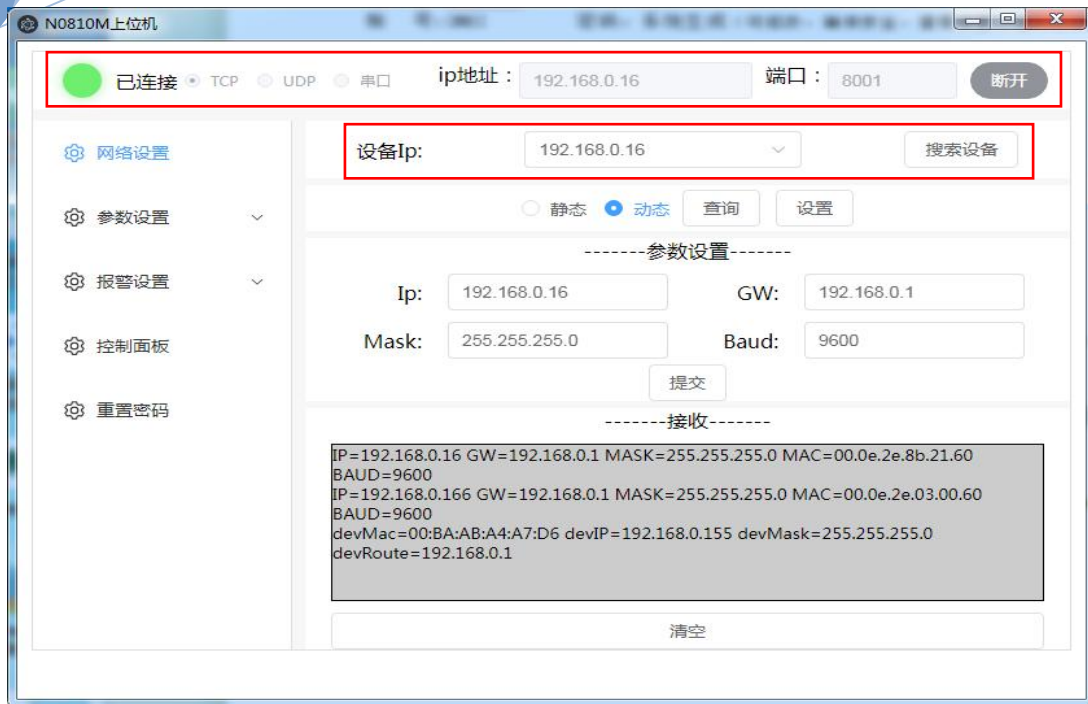 N0810M上位机
已连接 TCP UDP 串口 ip地址： 192.168.0.16 端口： 8001 断开
网络设置 设备Ip: 192.168.0.16 搜索设备
参数设置 静态 动态 查询 设置
-------参数设置-------
报警设置 Ip: 192.168.0.16 GW: 192.168.0.1
控制面板 Mask: 255.255.255.0 Baud: 9600
提交
重置密码
-------接收-------
IP=192.168.0.16 GW=192.168.0.1 MASK=255.255.255.0 MAC=00.0e.2e.8b.21.60
BAUD=9600
IP=192.168.0.166 GW=192.168.0.1 MASK=255.255.255.0 MAC=00.0e.2e.03.00.60
BAUD=9600
devMac=00:BA:AB:A4:A7:D6 devIP=192.168.0.155 devMask=255.255.255.0
devRoute=192.168.0.1
清空